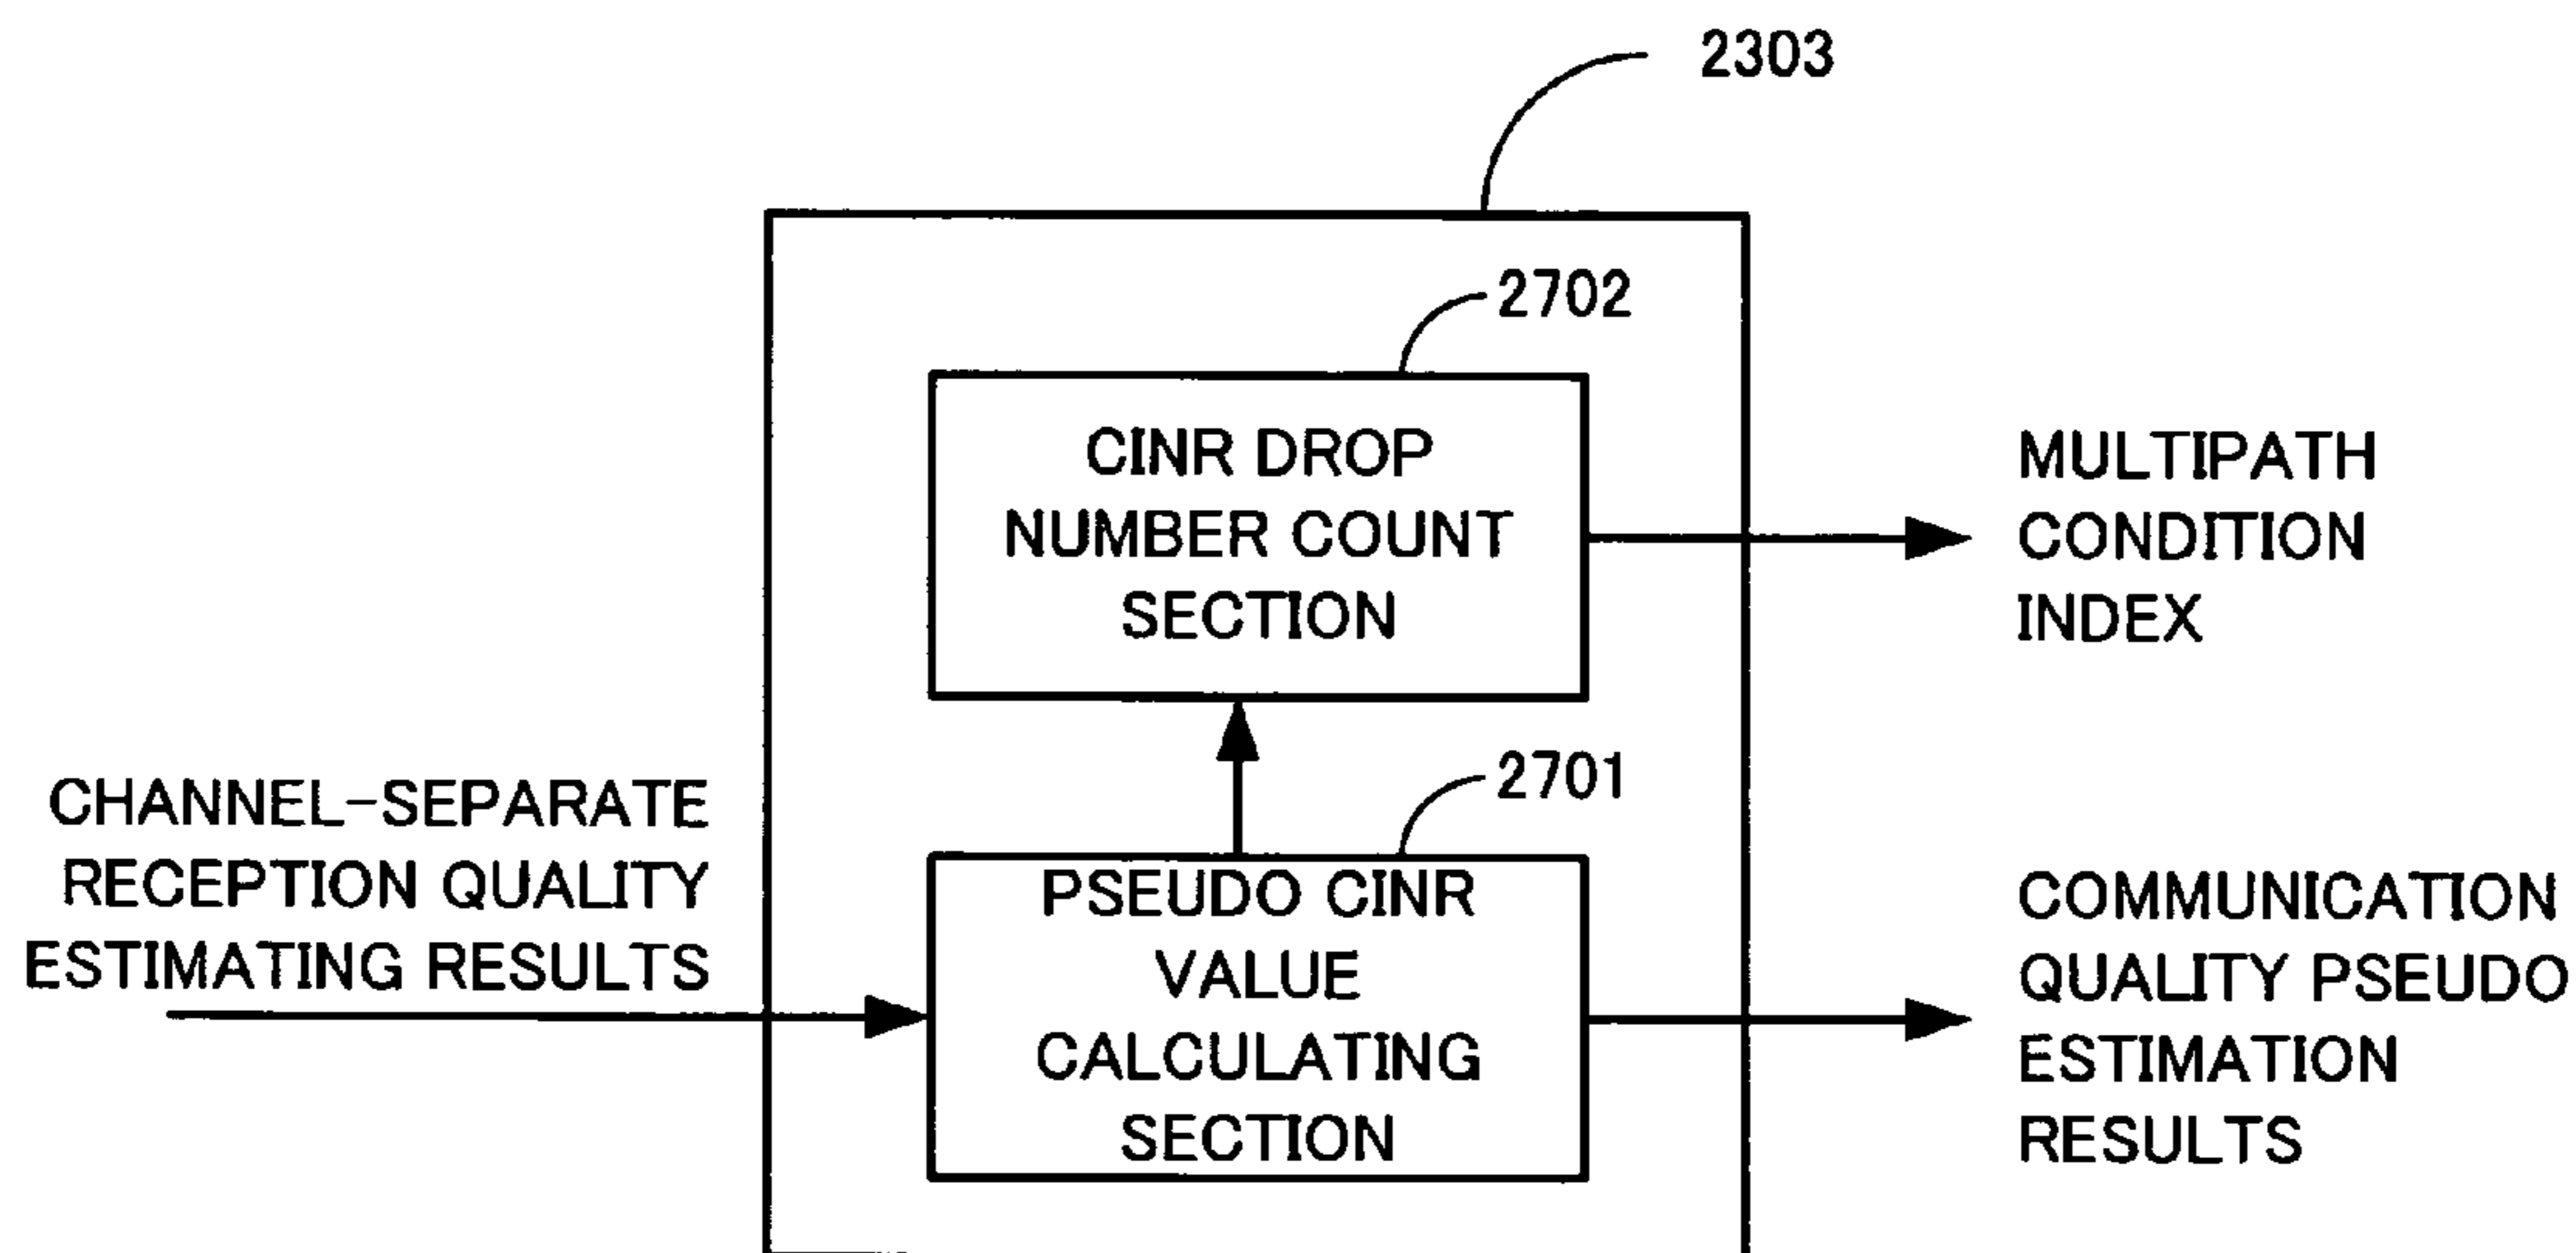 2303
2702
CINR DROP
NUMBER COUNT
SECTION
MULTIPATH
CONDITION
INDEX
2701
CHANNEL-SEPARATE
RECEPTION QUALITY
ESTIMATING RESULTS
PSEUDO CINR
VALUE
CALCULATING
SECTION
COMMUNICATION
QUALITY PSEUDO
ESTIMATION
RESULTS